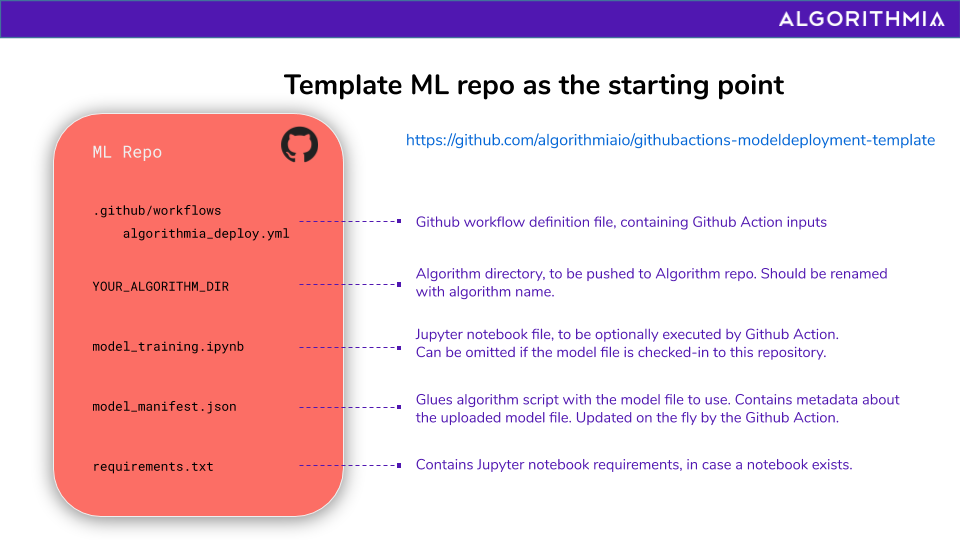 ALGORITHMIA
Template ML repo as the starting point
https://github.com/algorithmiaio/githubactions-modeldeployment-template
ML Repo
.github/workflows
algorithmia_deploy.yml
Github workflow definition file, containing Github Action inputs
YOUR_ALGORITHM_DIR
Algorithm directory, to be pushed to Algorithm repo. Should be renamed
with algorithm name.
model_training.ipynb
Jupyter notebook file, to be optionally executed by Github Action.
Can be omitted if the model file is checked-in to this repository.
model_manifest.json
Glues algorithm script with the model file to use. Contains metadata about
the uploaded model file. Updated on the fly by the Github Action.
requirements.txt
Contains Jupyter notebook requirements, in case a notebook exists.